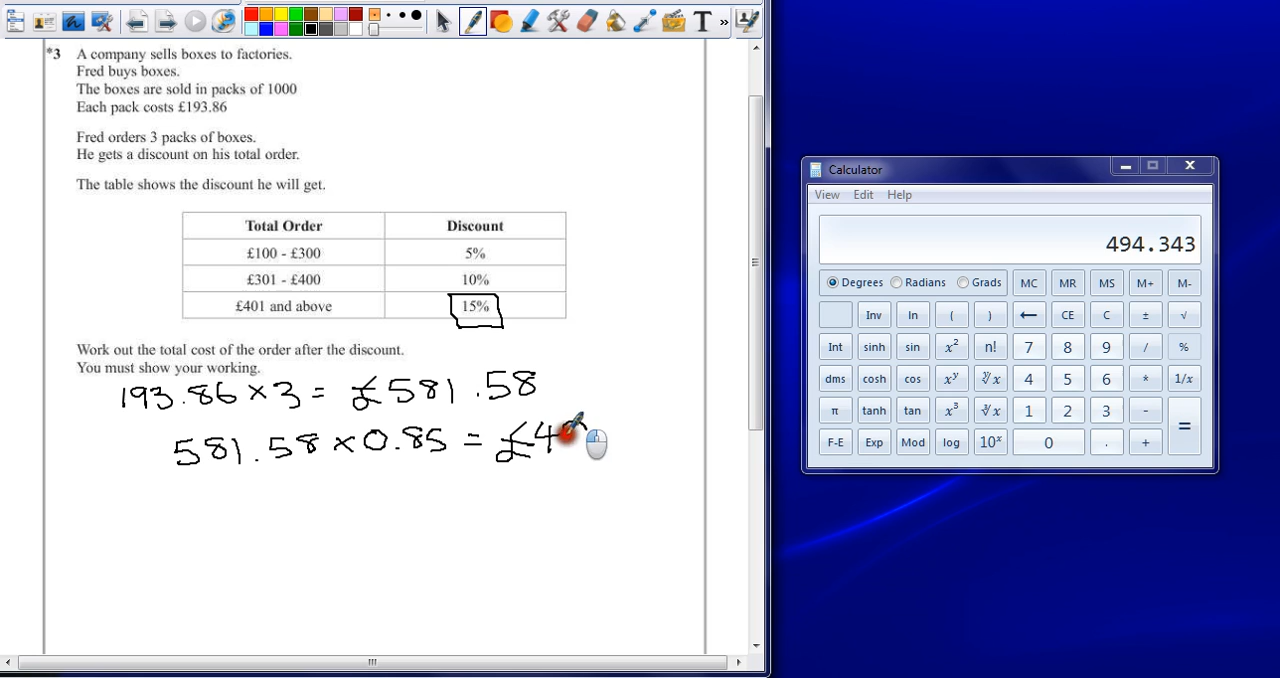 T »
*3 A company sells boxes to factories.
Fred buys boxes.
The boxes are sold in packs of 1000
Each pack costs £193.86
Fred orders 3 packs of boxes.
He gets a discount on his total order.
The table shows the discount he will get.
Total Order Discount
£100 - £300 5%
£301 - £400 10%
£401 and above 15%
Work out the total cost of the order after the discount.
You must show your working.
193.86 × 3 = £581.58
581.58 × 0.85 = £4
Calculator
View Edit Help
494.343
Degrees Radians Grads MC MR MS M+ M-
Inv ln ( ) ← CE C ± √
Int sinh sin x² n! 7 8 9 / %
dms cosh cos xʸ ʸ√x 4 5 6 * 1/x
π tanh tan x³ ³√x 1 2 3 - =
F-E Exp Mod log 10ˣ 0 . +